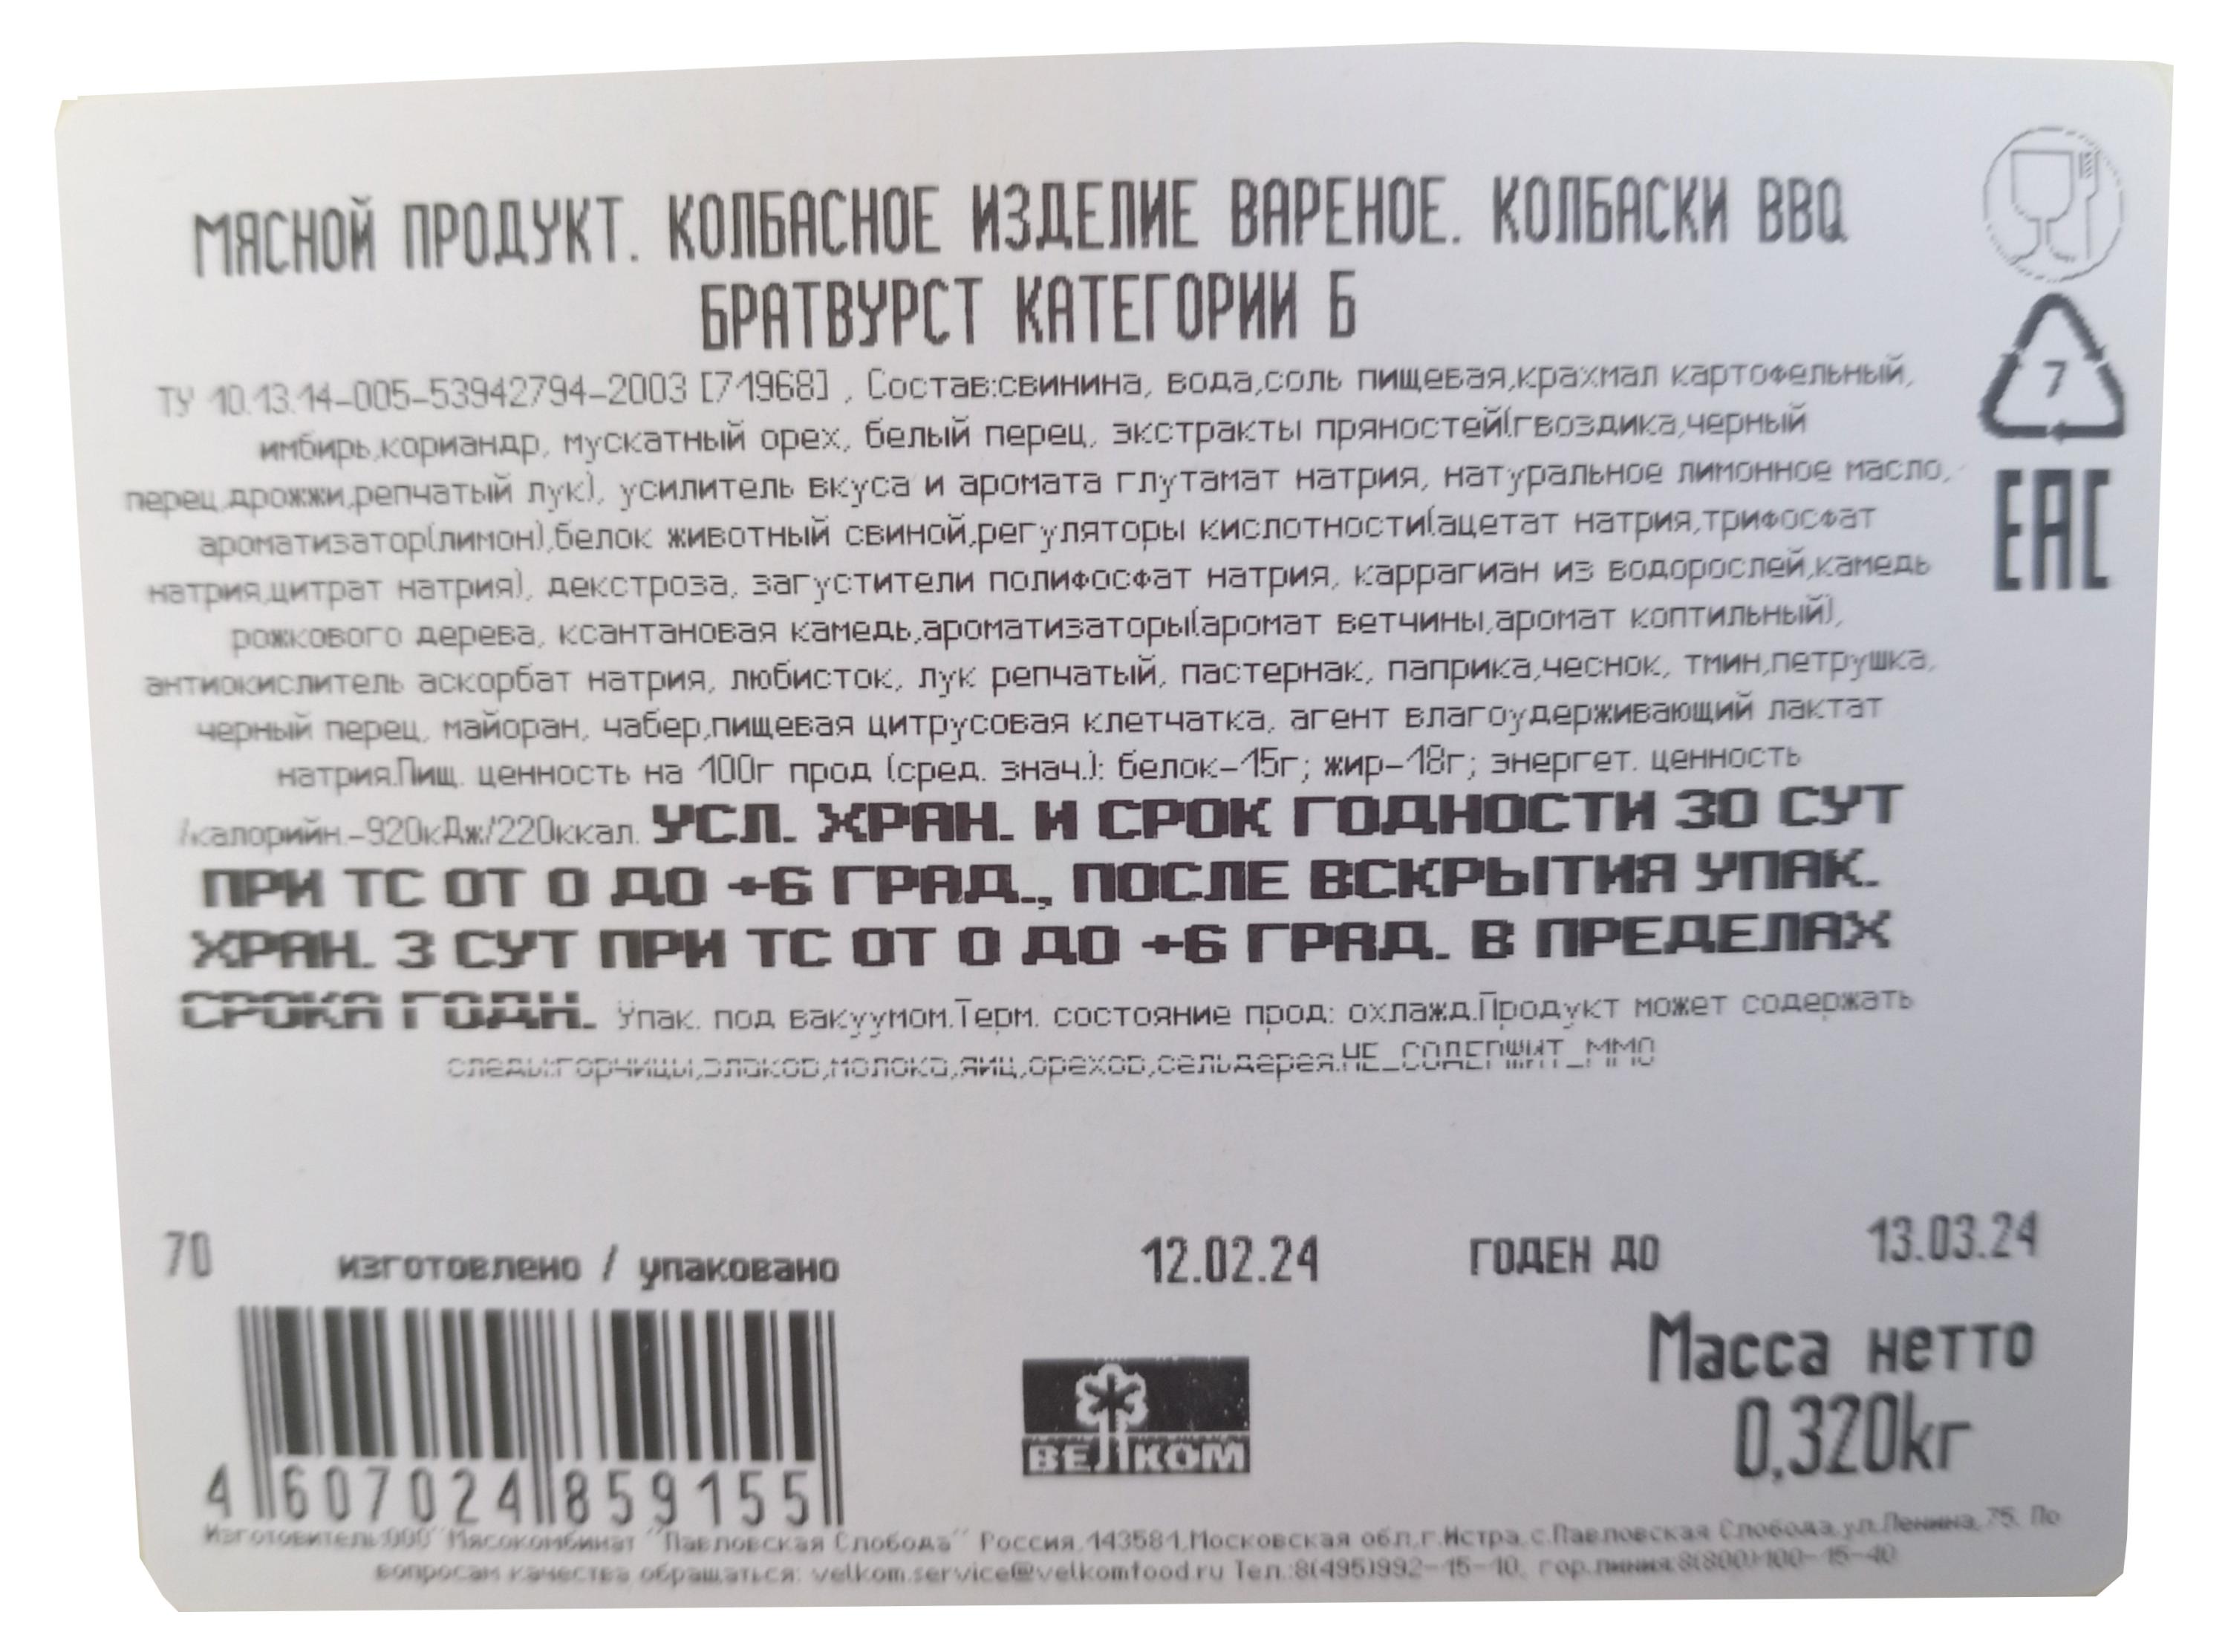 МЯСНОЙ ПРОДУКТ. КОЛБАСНОЕ ИЗДЕЛИЕ ВАРЕНОЕ. КОЛБАСКИ BBQ
БРАТВУРСТ КАТЕГОРИИ Б
ТУ 10.13.14-005-53942794-2003 [71968] , Состав:свинина, вода,соль пищевая,крахмал картофельный,
имбирь,кориандр, мускатный орех, белый перец, экстракты пряностей(гвоздика,черный
перец,дрожжи,репчатый лук), усилитель вкуса и аромата глутамат натрия, натуральное лимонное масло,
ароматизатор(лимон),белок животный свиной,регуляторы кислотности(ацетат натрия,трифосфат
натрия,цитрат натрия), декстроза, загустители полифосфат натрия, каррагиан из водорослей,камедь
рожкового дерева, ксантановая камедь,ароматизаторы(аромат ветчины,аромат коптильный),
антиокислитель аскорбат натрия, любисток, лук репчатый, пастернак, паприка,чеснок, тмин,петрушка,
черный перец, майоран, чабер,пищевая цитрусовая клетчатка, агент влагоудерживающий лактат
натрия.Пищ. ценность на 100г прод (сред. знач.): белок-15г; жир-18г; энергет. ценность
/калорийн.-920кДж/220ккал. УСЛ. ХРАН. И СРОК ГОДНОСТИ 30 СУТ
ПРИ ТС ОТ 0 ДО +6 ГРАД., ПОСЛЕ ВСКРЫТИЯ УПАК.
ХРАН. 3 СУТ ПРИ ТС ОТ 0 ДО +6 ГРАД. В ПРЕДЕЛАХ
СРОКА ГОДН. Упак. под вакуумом.Терм. состояние прод: охлажд.Продукт может содержать
следы:горчицы,злаков,молока,яиц,орехов,сельдерея.НЕ_СОДЕРЖИТ_ГМО
7
ЕАС
70 изготовлено / упаковано 12.02.24 ГОДЕН ДО 13.03.24
Масса нетто
0,320кг
ВЕЛКОМ
4 607024 859155
Изготовитель:ООО"Мясокомбинат "Павловская Слобода" Россия,143581,Московская обл,г.Истра,с.Павловская Слобода,ул.Ленина,75. По
вопросам качества обращаться: velkom.service@velkomfood.ru Тел.:8(495)992-15-10, гор.линия:8(800)-100-15-40